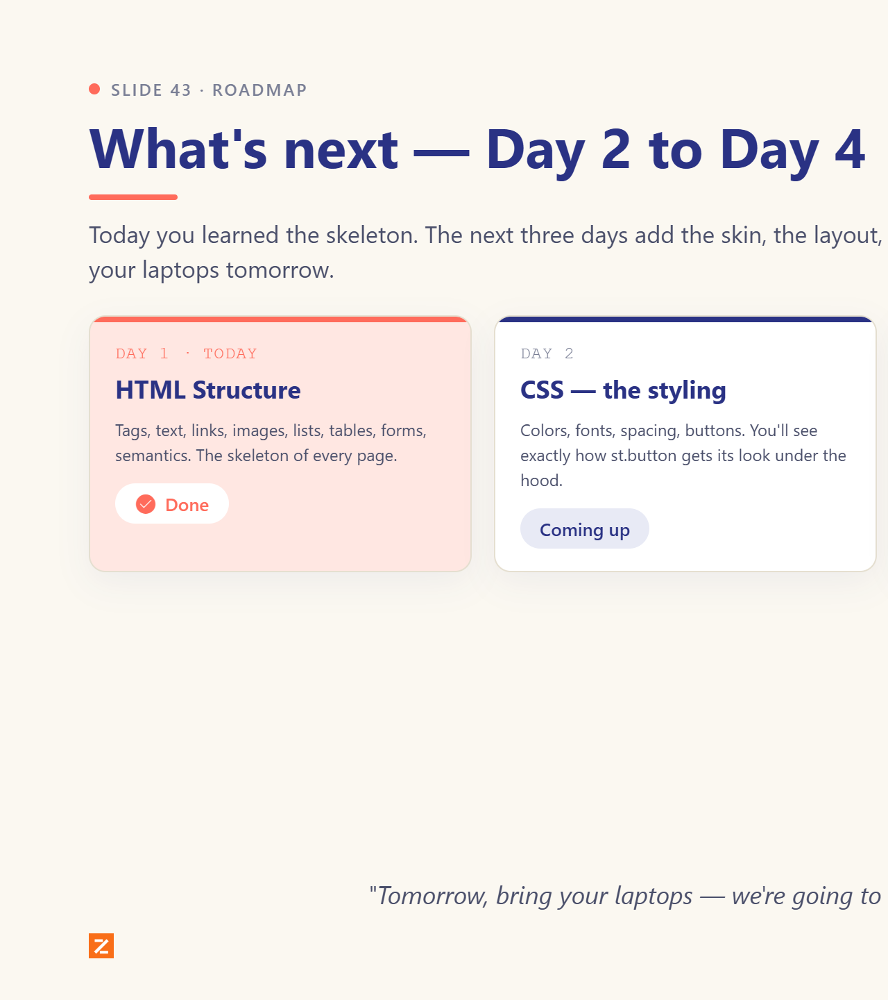 SLIDE 43 · ROADMAP
What's next — Day 2 to Day 4
Today you learned the skeleton. The next three days add the skin, the layout,
your laptops tomorrow.
DAY 1 · TODAY
HTML Structure
Tags, text, links, images, lists, tables, forms,
semantics. The skeleton of every page.
Done
DAY 2
CSS — the styling
Colors, fonts, spacing, buttons. You'll see
exactly how st.button gets its look under the
hood.
Coming up
"Tomorrow, bring your laptops — we're going to